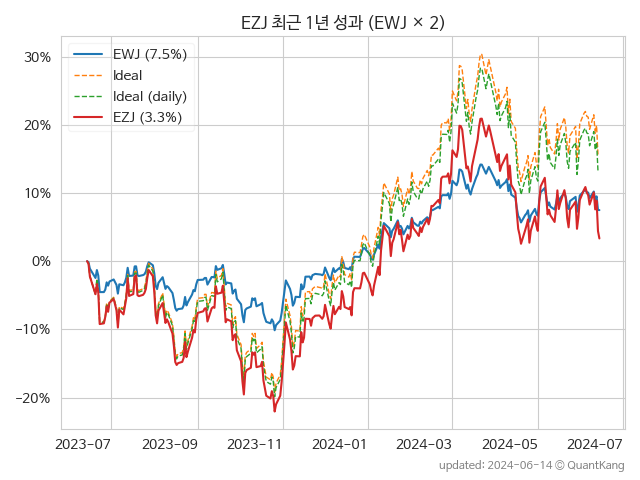 EZJ 최근 1년 성과 (EWJ × 2)
EWJ (7.5%)
Ideal
Ideal (daily)
EZJ (3.3%)
30%
20%
10%
0%
−10%
−20%
2023−07
2023−09
2023−11
2024−01
2024−03
2024−05
2024−07
updated: 2024−06−14 © QuantKang